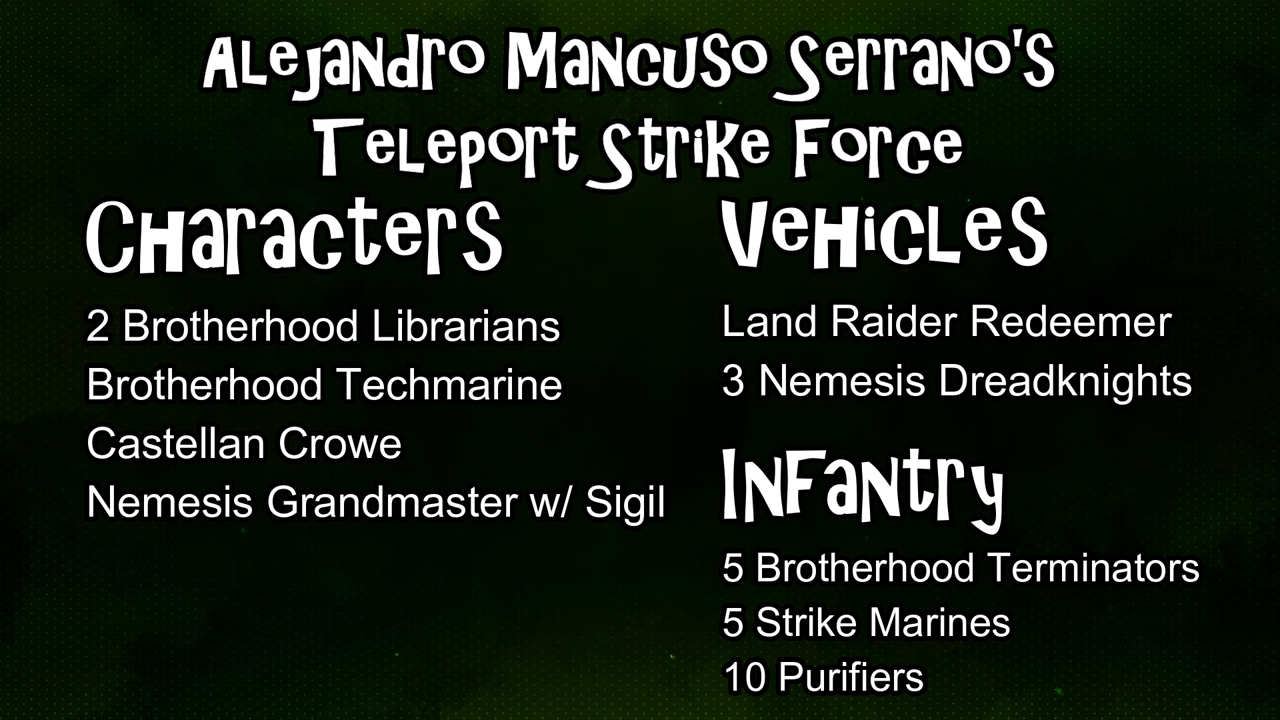 Alejandro Mancuso Serrano's
Teleport Strike Force
Characters
2 Brotherhood Librarians
Brotherhood Techmarine
Castellan Crowe
Nemesis Grandmaster w/ Sigil
Vehicles
Land Raider Redeemer
3 Nemesis Dreadknights
Infantry
5 Brotherhood Terminators
5 Strike Marines
10 Purifiers